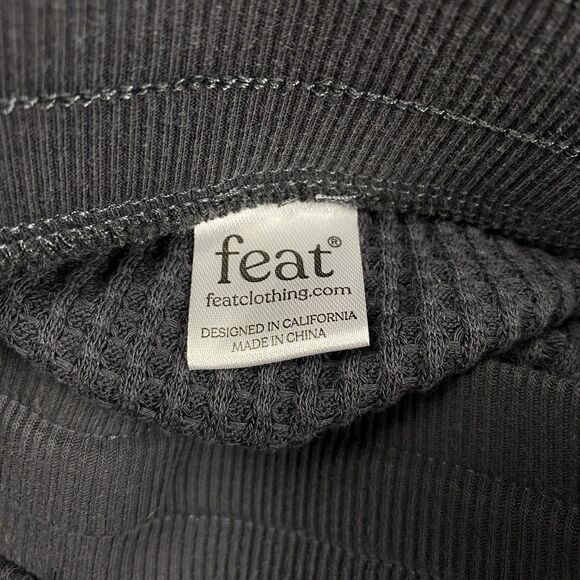 feat®
featclothing.com
DESIGNED IN CALIFORNIA
MADE IN CHINA